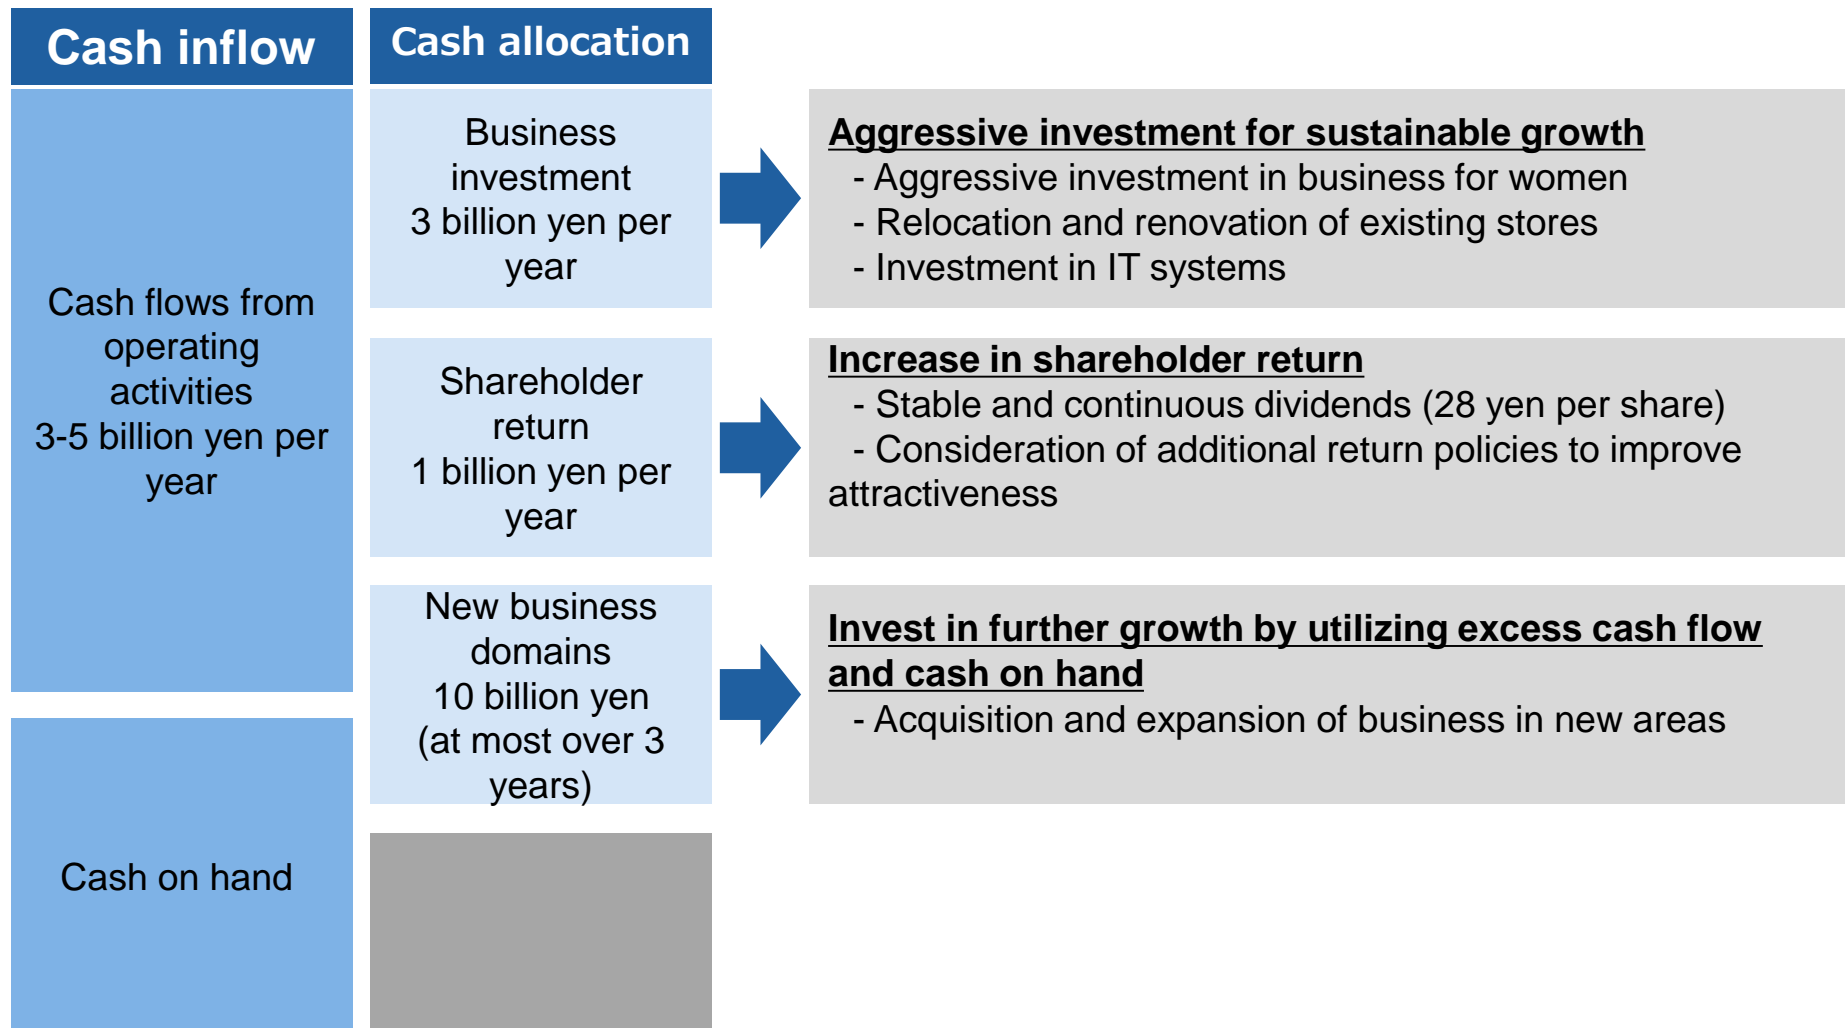 Cash inflow
Cash allocation
Cash flows from
operating
activities
3-5 billion yen per
year
Cash on hand
Business
investment
3 billion yen per
year
Aggressive investment for sustainable growth
- Aggressive investment in business for women
- Relocation and renovation of existing stores
- Investment in IT systems
Shareholder
return
1 billion yen per
year
Increase in shareholder return
- Stable and continuous dividends (28 yen per share)
- Consideration of additional return policies to improve
attractiveness
New business
domains
10 billion yen
(at most over 3
years)
Invest in further growth by utilizing excess cash flow
and cash on hand
- Acquisition and expansion of business in new areas